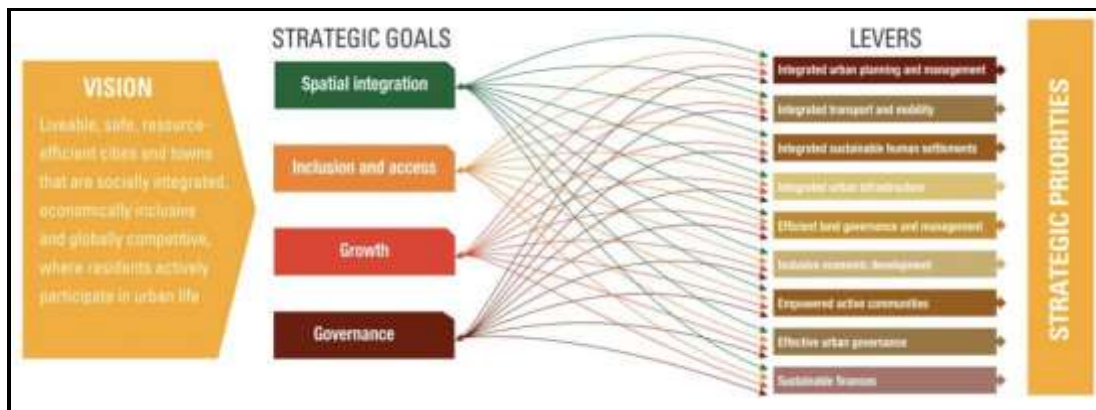 VISION
Liveable, safe, resource-
efficient cities and towns
that are socially integrated,
economically inclusive
and globally competitive,
where residents actively
participate in urban life
STRATEGIC GOALS
Spatial integration
Inclusion and access
Growth
Governance
LEVERS
Integrated urban planning and management
Integrated transport and mobility
Integrated sustainable human settlements
Integrated urban infrastructure
Efficient land governance and management
Inclusive economic development
Empowered active communities
Effective urban governance
Sustainable finances
STRATEGIC PRIORITIES